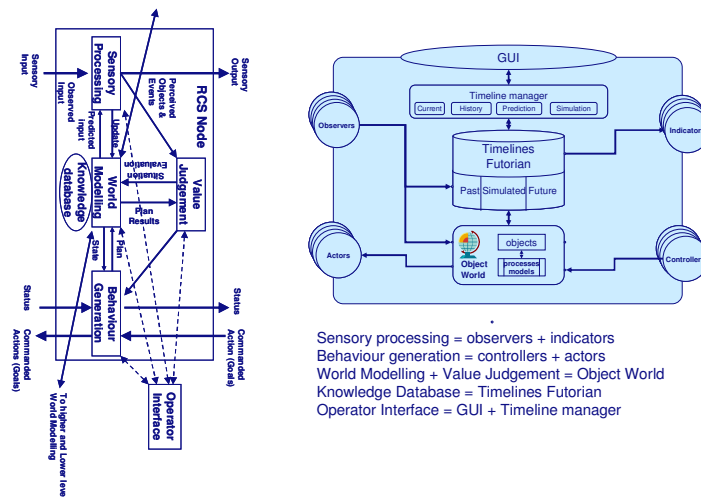 Sensory
Input
Observed
Input
Sensory
Processing
Predicted
input
Update
Perceived
Objects &
Events
Sensory
Output
RCS Node
Knowledge
database
World
Modelling
Situation
Evaluation
Plan
Results
Value
Judgement
State
Plan
Status
Behaviour
Generation
Status
Commanded
Actions (Goals)
Commanded
Action (Goals)
To higher and Lower leve
World Modelling
Operator
Interface
GUI
Timeline manager
Current
History
Prediction
Simulation
Observers
Indicator
Timelines
Futorian
Past
Simulated
Future
Actors
Object
World
objects
processes
models
Controller
Sensory processing = observers + indicators
Behaviour generation = controllers + actors
World Modelling + Value Judgement = Object World
Knowledge Database = Timelines Futorian
Operator Interface = GUI + Timeline manager